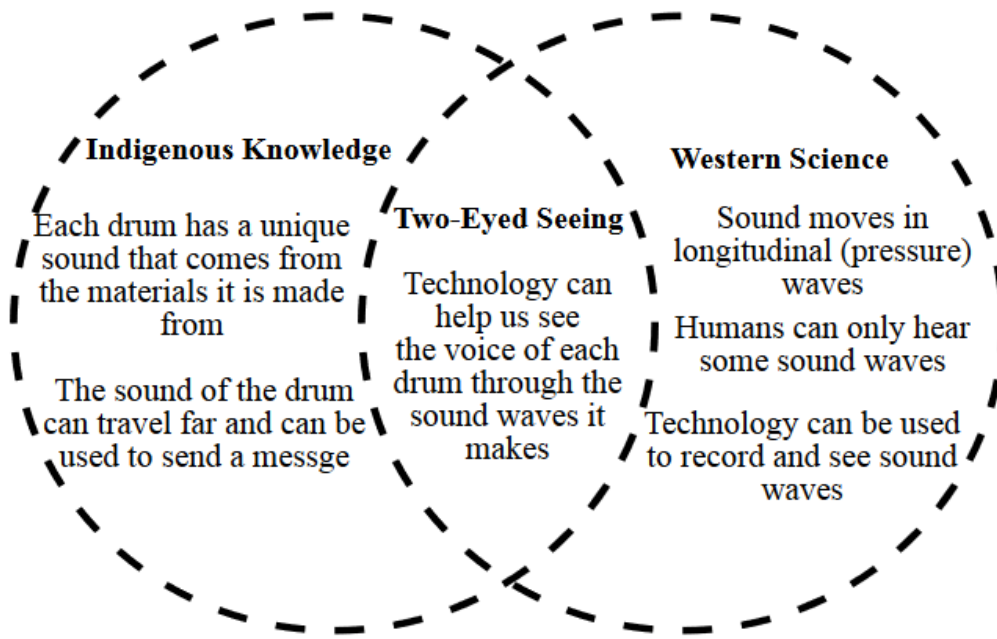 Indigenous Knowledge
Each drum has a unique
sound that comes from
the materials it is made
from
The sound of the drum
can travel far and can be
used to send a messge
Two-Eyed Seeing
Technology can
help us see
the voice of each
drum through the
sound waves it
makes
Western Science
Sound moves in
longitudinal (pressure)
waves
Humans can only hear
some sound waves
Technology can be used
to record and see sound
waves